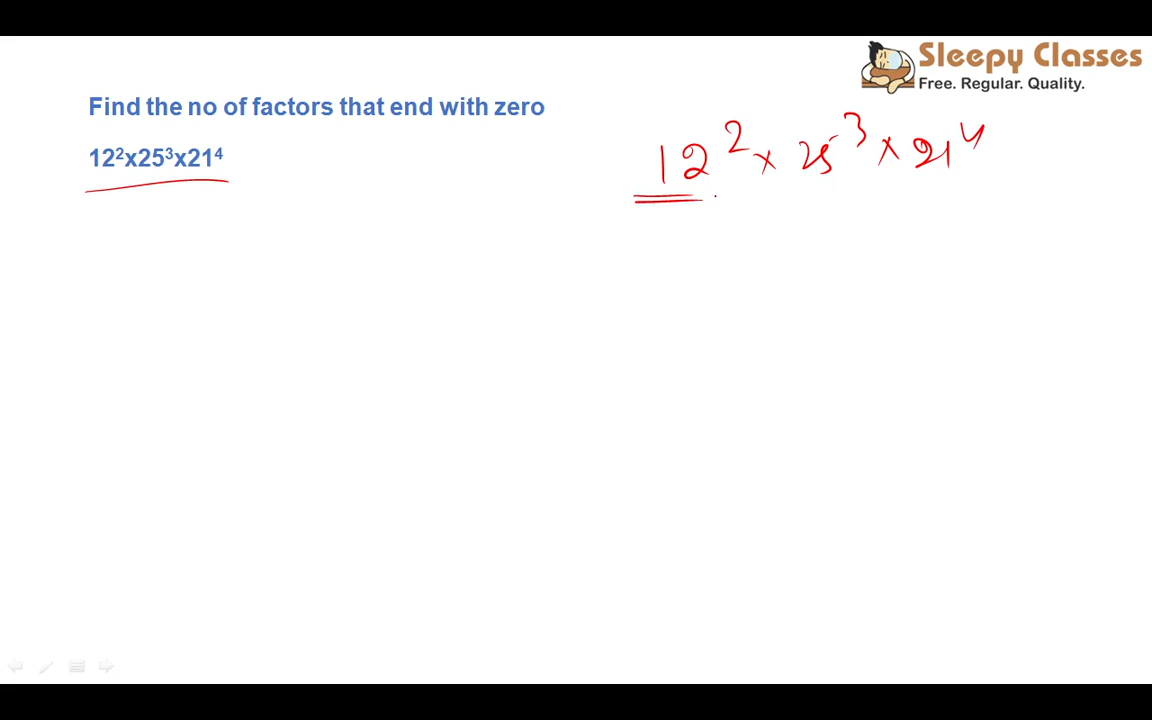 Sleepy Classes
Free. Regular. Quality.
Find the no of factors that end with zero
12²x25³x21⁴
12² x 25³ x 21⁴